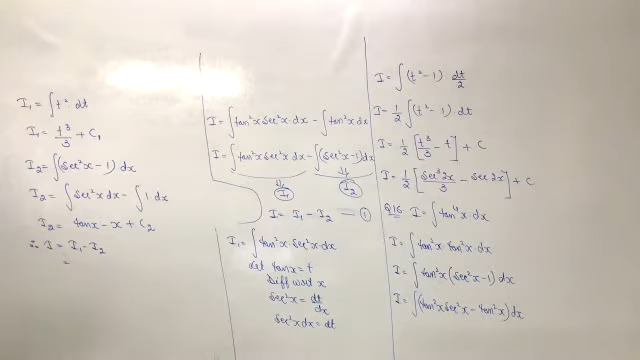 I = ∫(t² - 1) dt/2
I = 1/2 ∫(t² - 1) dt
I = 1/2 [t³/3 - t] + C
I = 1/2 [sec³2x/3 - sec 2x] + C
Q16. I = ∫tan⁴x·dx
I = ∫tan²x·tan²x·dx
I = ∫tan²x(sec²x - 1) dx
I = ∫(tan²x sec²x - tan²x) dx
I = ∫tan²x sec²x·dx - ∫tan²x dx
I = ∫tan²x sec²x dx - ∫(sec²x - 1) dx
I₁ I₂
I = I₁ - I₂ — ①
I₁ = ∫tan²x·sec²x·dx
Let tanx = t
Diff wrt x
sec²x = dt/dx
sec²x dx = dt
I₁ = ∫t² dt
I₁ = t³/3 + C₁
I₂ = ∫(sec²x - 1) dx
I₂ = ∫sec²x dx - ∫1 dx
I₂ = tanx - x + C₂
∴ I = I₁ - I₂
=